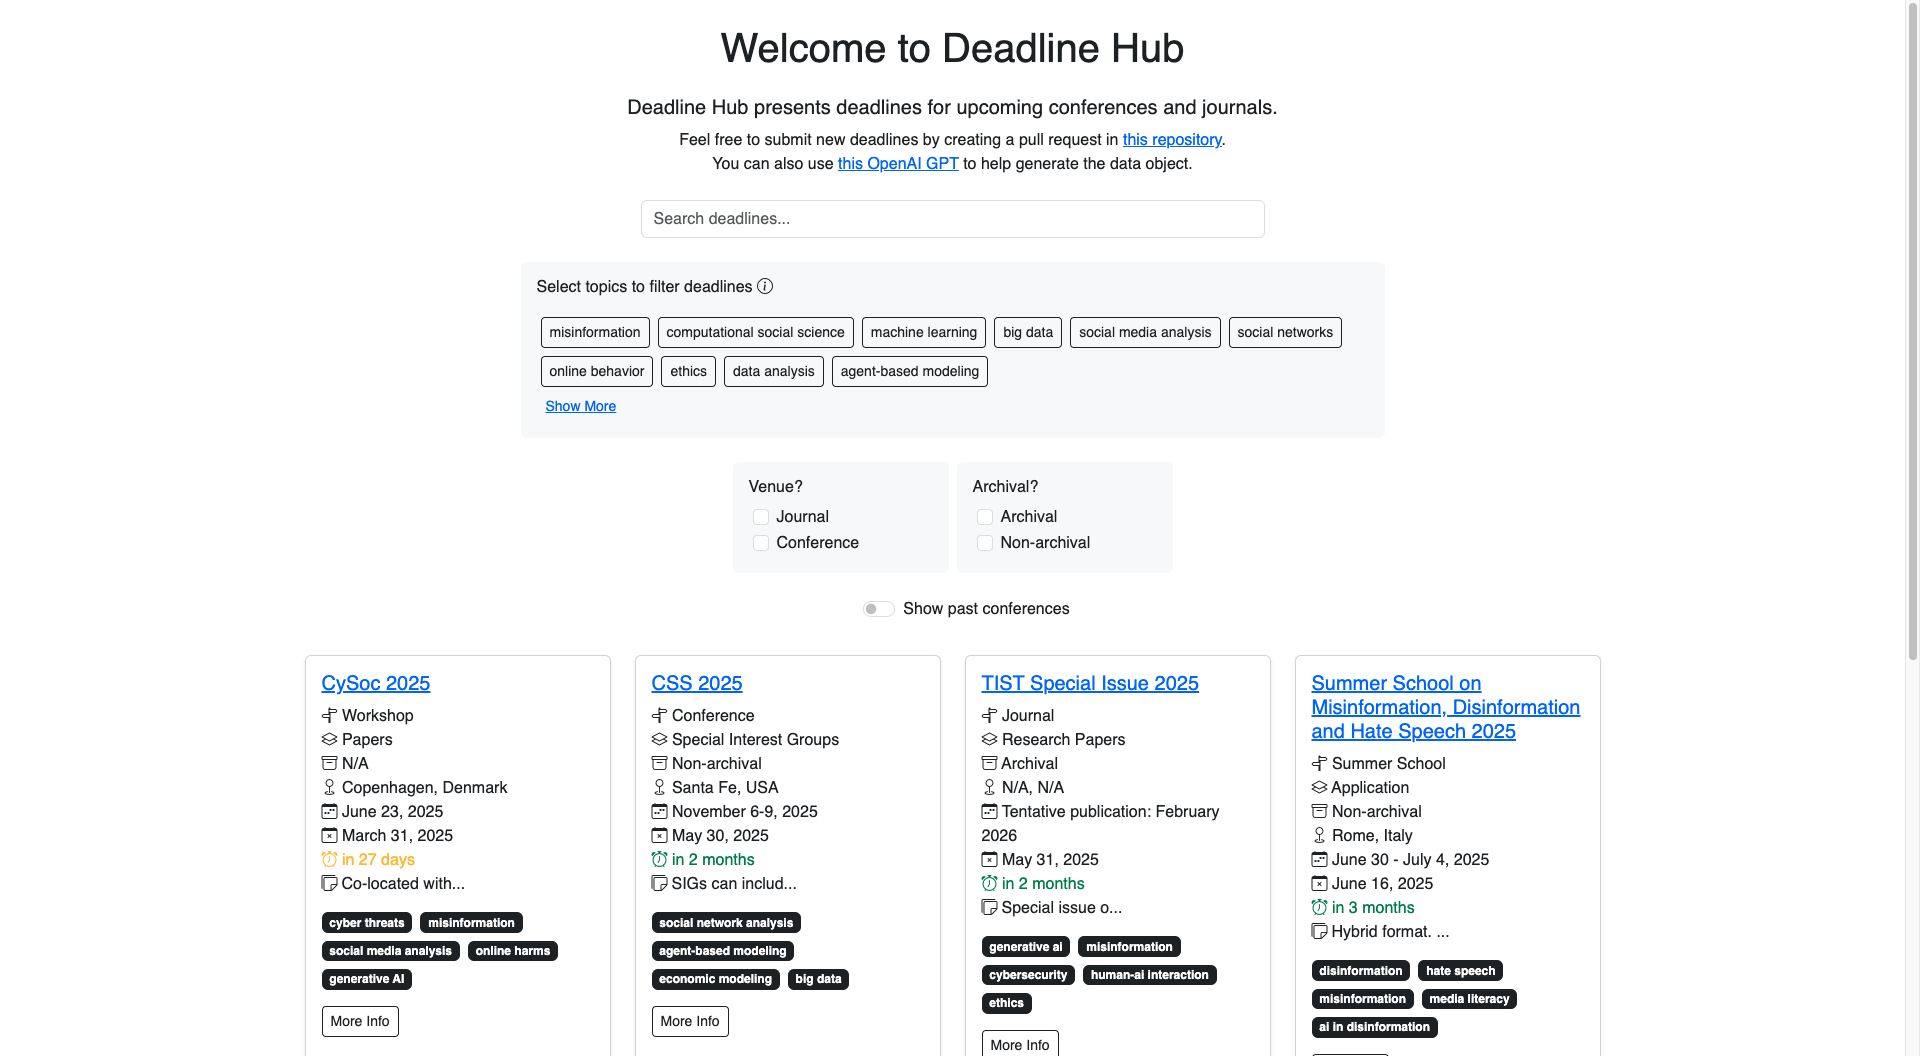 Welcome to Deadline Hub
Deadline Hub presents deadlines for upcoming conferences and journals.
Feel free to submit new deadlines by creating a pull request in this repository.
You can also use this OpenAI GPT to help generate the data object.
Search deadlines...
Select topics to filter deadlines
misinformation computational social science machine learning big data social media analysis social networks
online behavior ethics data analysis agent-based modeling
Show More
Venue?
Journal
Conference
Archival?
Archival
Non-archival
Show past conferences
CySoc 2025
Workshop
Papers
N/A
Copenhagen, Denmark
June 23, 2025
March 31, 2025
in 27 days
Co-located with...
cyber threats misinformation
social media analysis online harms
generative AI
More Info
CSS 2025
Conference
Special Interest Groups
Non-archival
Santa Fe, USA
November 6-9, 2025
May 30, 2025
in 2 months
SIGs can includ...
social network analysis
agent-based modeling
economic modeling big data
More Info
TIST Special Issue 2025
Journal
Research Papers
Archival
N/A, N/A
Tentative publication: February
2026
May 31, 2025
in 2 months
Special issue o...
generative ai misinformation
cybersecurity human-ai interaction
ethics
More Info
Summer School on
Misinformation, Disinformation
and Hate Speech 2025
Summer School
Application
Non-archival
Rome, Italy
June 30 - July 4, 2025
June 16, 2025
in 3 months
Hybrid format. ...
disinformation hate speech
misinformation media literacy
ai in disinformation